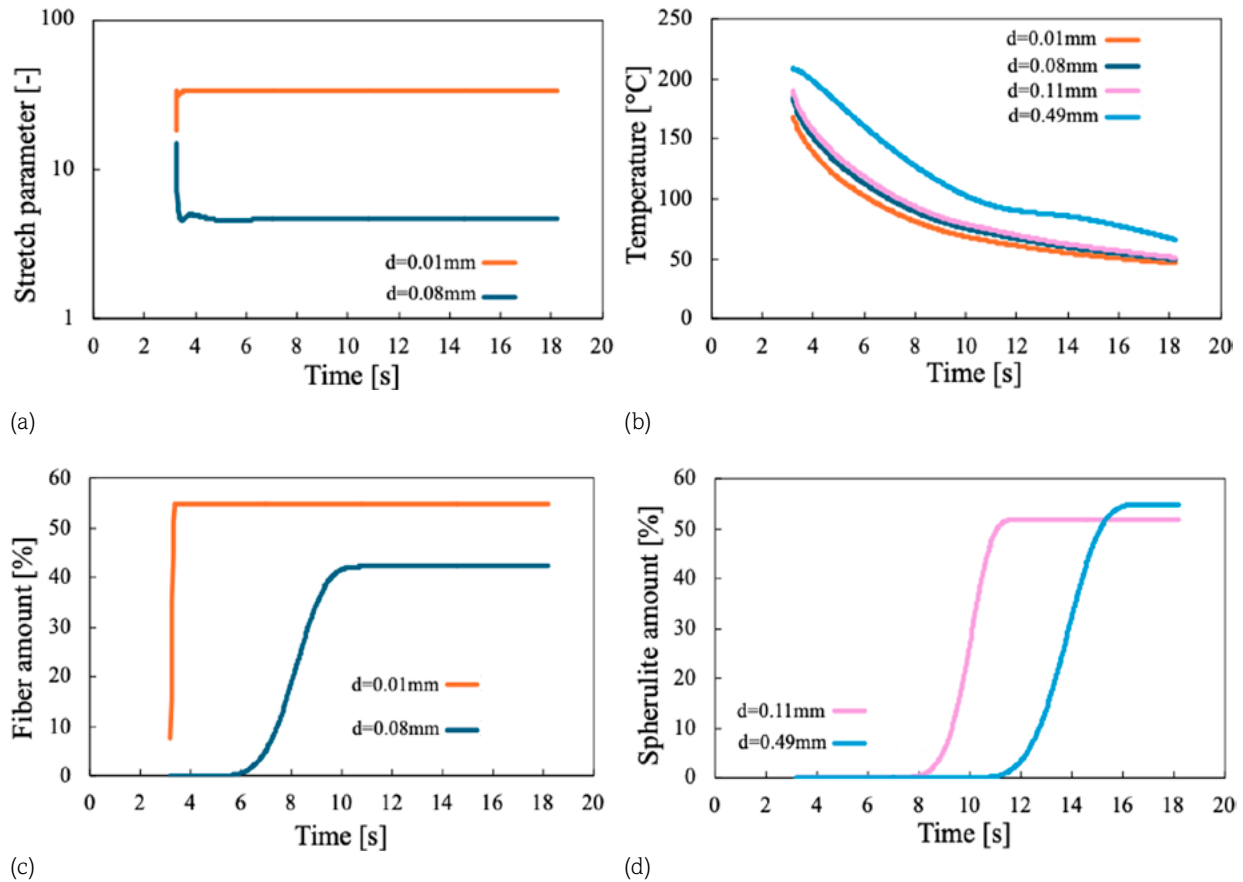 100
10
1
Stretch parameter [-]
d=0.01mm
d=0.08mm
0 2 4 6 8 10 12 14 16 18 20
Time [s]
(a)
250
200
150
100
50
0
Temperature [°C]
d=0.01mm
d=0.08mm
d=0.11mm
d=0.49mm
0 2 4 6 8 10 12 14 16 18 20
Time [s]
(b)
60
50
40
30
20
10
0
Fiber amount [%]
d=0.01mm
d=0.08mm
0 2 4 6 8 10 12 14 16 18 20
Time [s]
(c)
60
50
40
30
20
10
0
Spherulite amount [%]
d=0.11mm
d=0.49mm
0 2 4 6 8 10 12 14 16 18 20
Time [s]
(d)